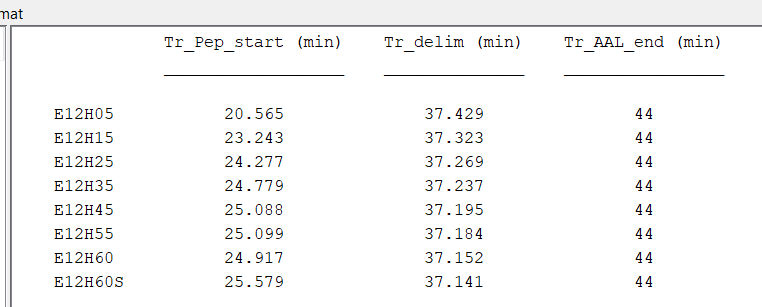 mat
Tr_Pep_start (min) Tr_delim (min) Tr_AAL_end (min)
E12H05 20.565 37.429 44
E12H15 23.243 37.323 44
E12H25 24.277 37.269 44
E12H35 24.779 37.237 44
E12H45 25.088 37.195 44
E12H55 25.099 37.184 44
E12H60 24.917 37.152 44
E12H60S 25.579 37.141 44